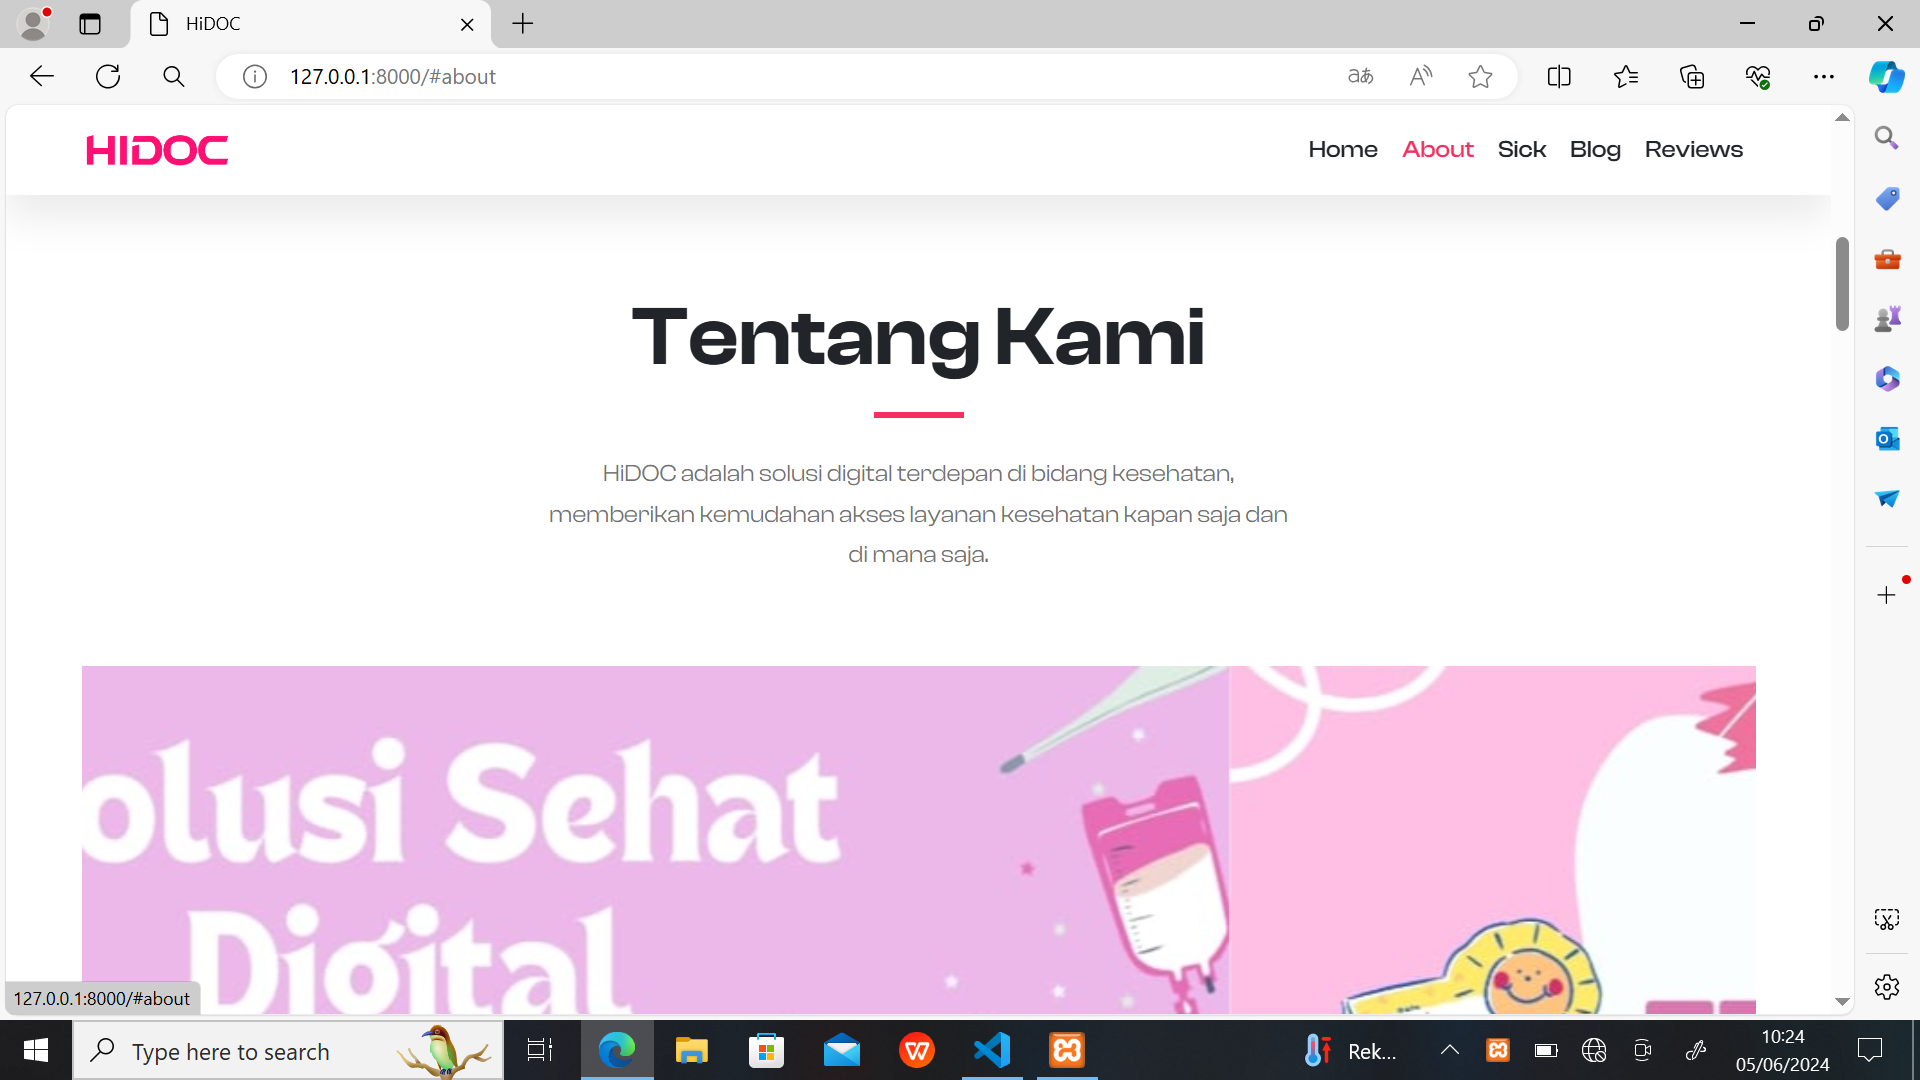 HiDOC
127.0.0.1:8000/#about
HIDOC
Home About Sick Blog Reviews
Tentang Kami
HiDOC adalah solusi digital terdepan di bidang kesehatan,
memberikan kemudahan akses layanan kesehatan kapan saja dan
di mana saja.
olusi Sehat
Digital
127.0.0.1:8000/#about
Type here to search
Rek...
10:24
05/06/2024